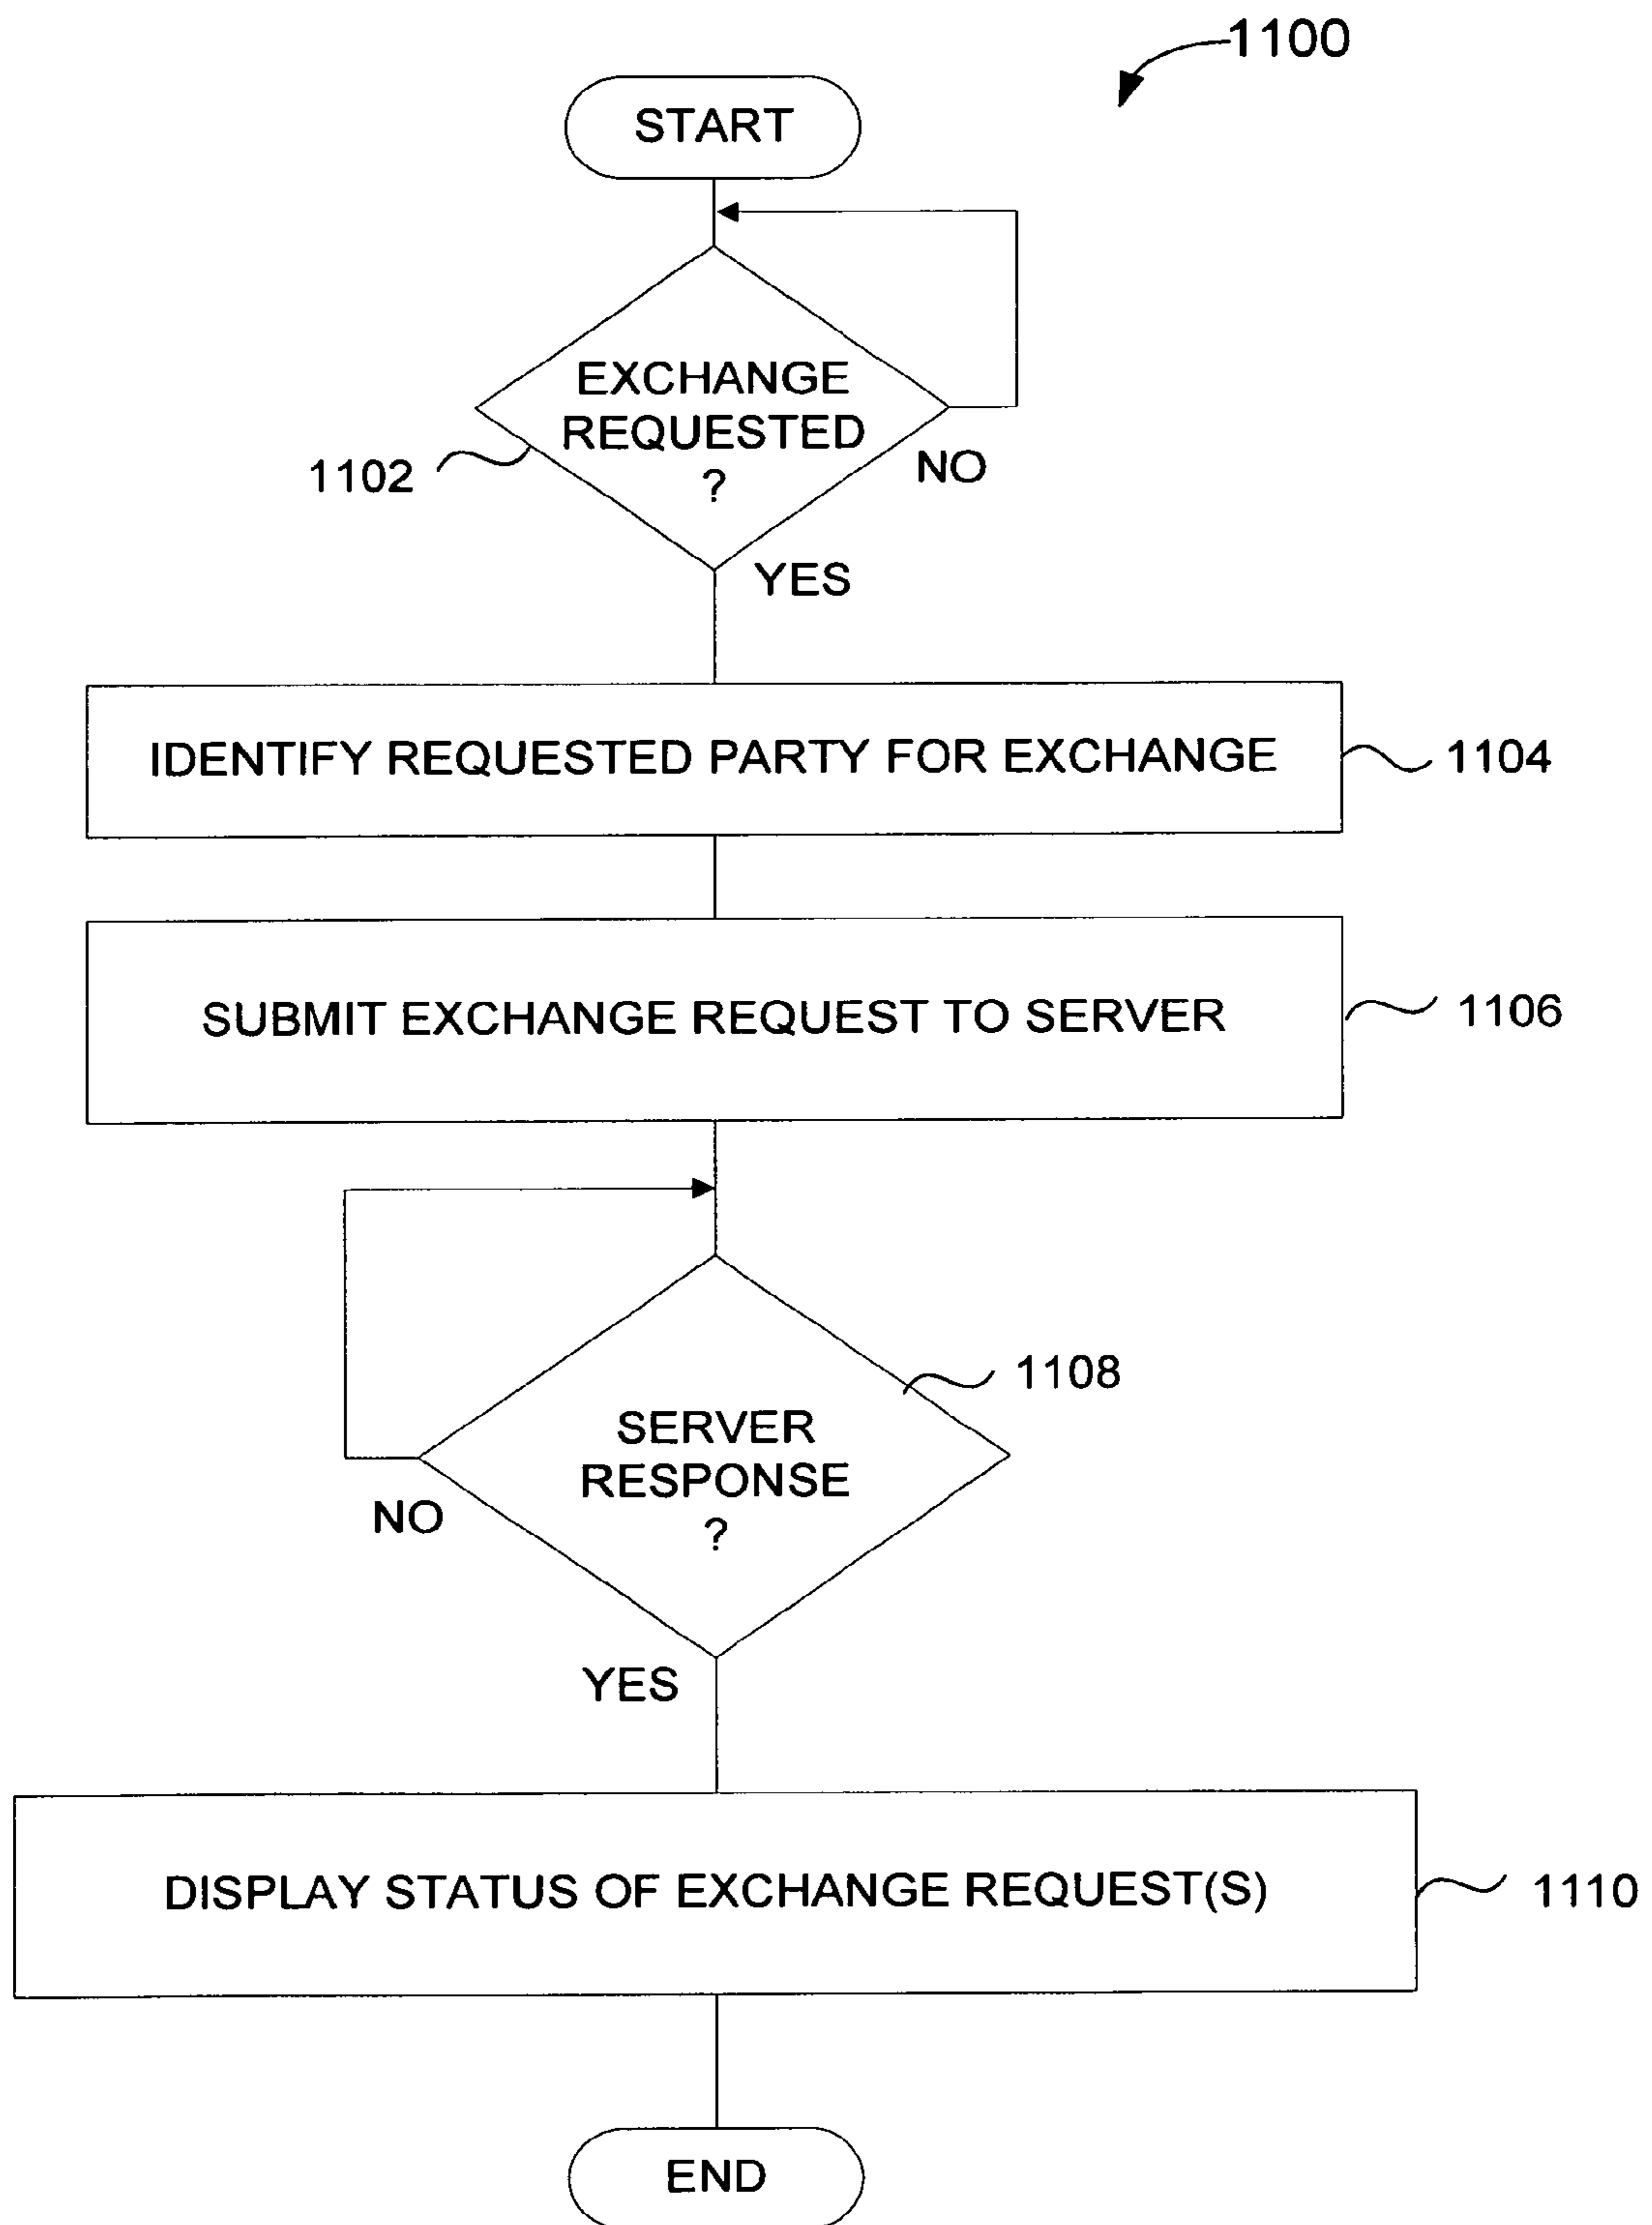 1100
START
EXCHANGE
REQUESTED
?
1102
NO
YES
IDENTIFY REQUESTED PARTY FOR EXCHANGE
1104
SUBMIT EXCHANGE REQUEST TO SERVER
1106
1108
SERVER
RESPONSE
?
NO
YES
DISPLAY STATUS OF EXCHANGE REQUEST(S)
1110
END